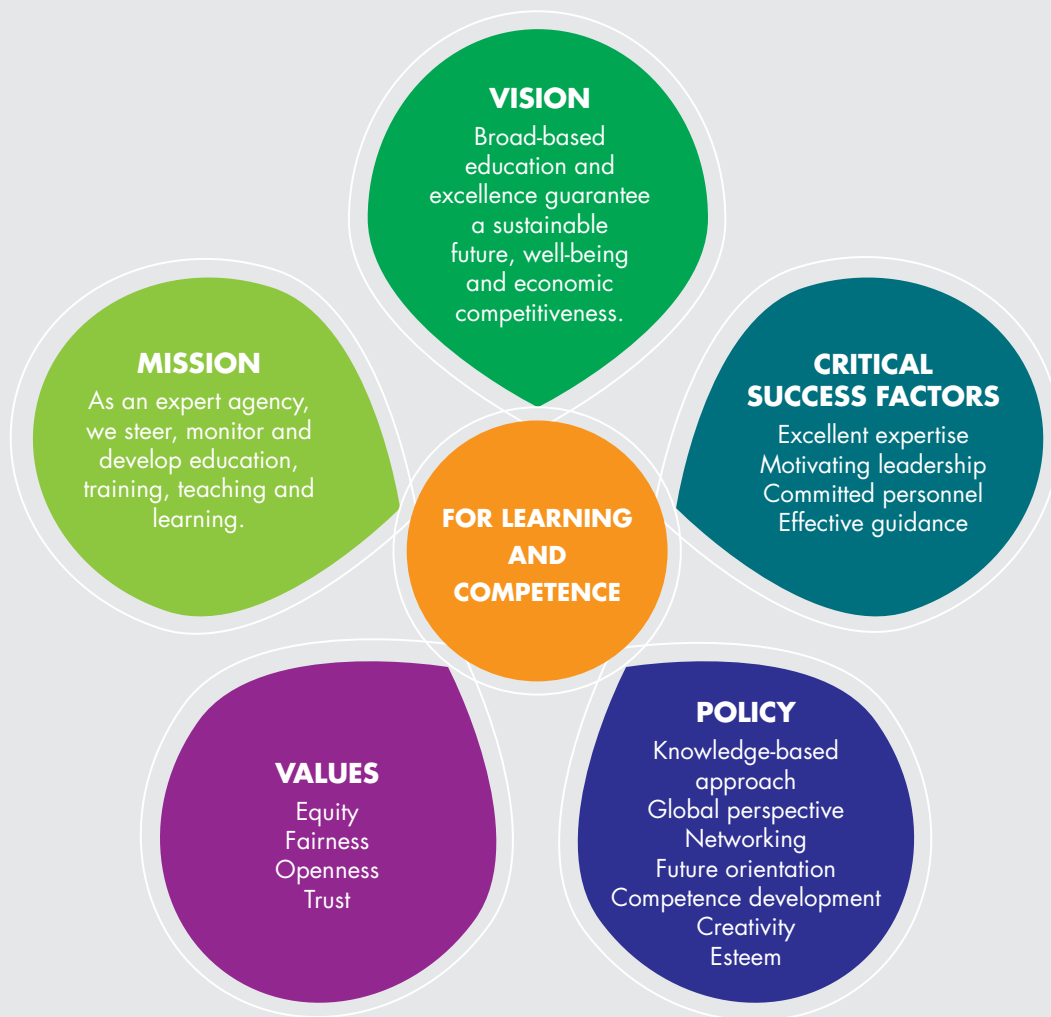 VISION
Broad-based
education and
excellence guarantee
a sustainable
future, well-being
and economic
competitiveness.
MISSION
As an expert agency,
we steer, monitor and
develop education,
training, teaching and
learning.
CRITICAL
SUCCESS FACTORS
Excellent expertise
Motivating leadership
Committed personnel
Effective guidance
FOR LEARNING
AND
COMPETENCE
VALUES
Equity
Fairness
Openness
Trust
POLICY
Knowledge-based
approach
Global perspective
Networking
Future orientation
Competence development
Creativity
Esteem